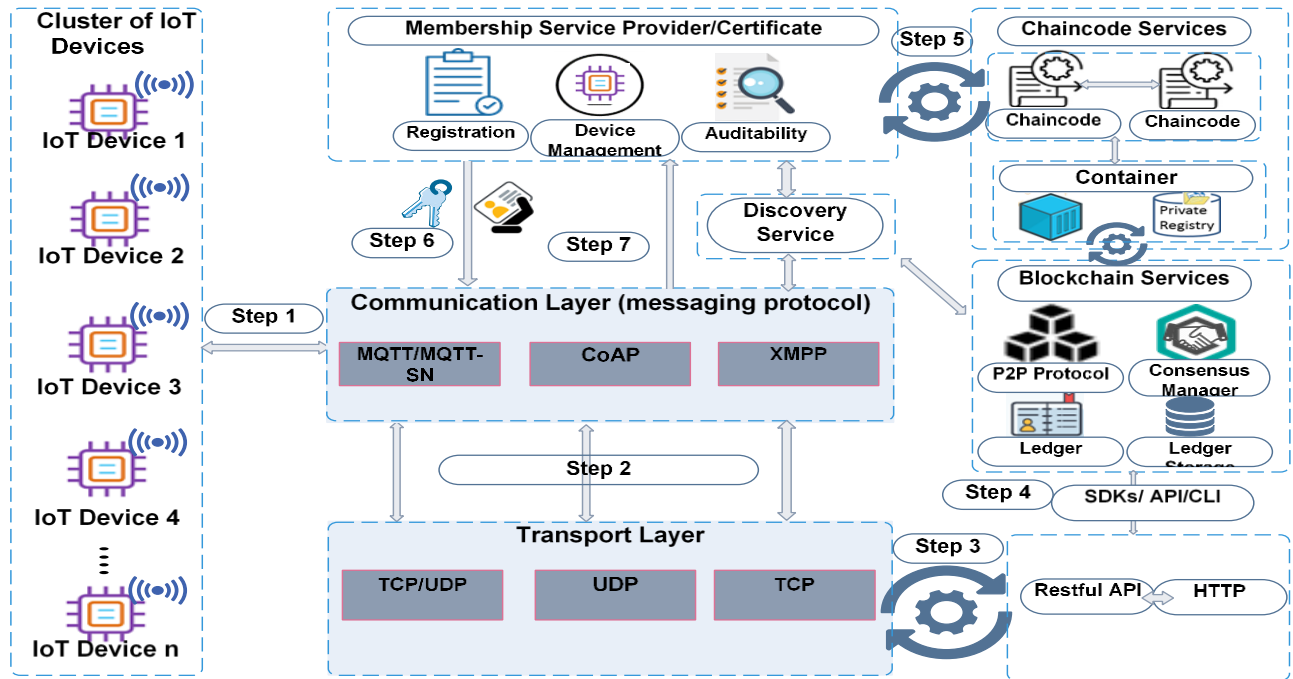 Cluster of IoT
Devices
IoT Device 1
IoT Device 2
IoT Device 3
IoT Device 4
IoT Device n
Membership Service Provider/Certificate
Registration
Device
Management
Auditability
Step 5
Chaincode Services
Chaincode
Chaincode
Container
Private
Registry
Step 6
Step 7
Discovery
Service
Blockchain Services
P2P Protocol
Consensus
Manager
Ledger
Ledger
Storage
Step 1
Communication Layer (messaging protocol)
MQTT/MQTT-
SN
CoAP
XMPP
Step 2
Step 4
SDKs/ API/CLI
Transport Layer
TCP/UDP
UDP
TCP
Step 3
Restful API
HTTP